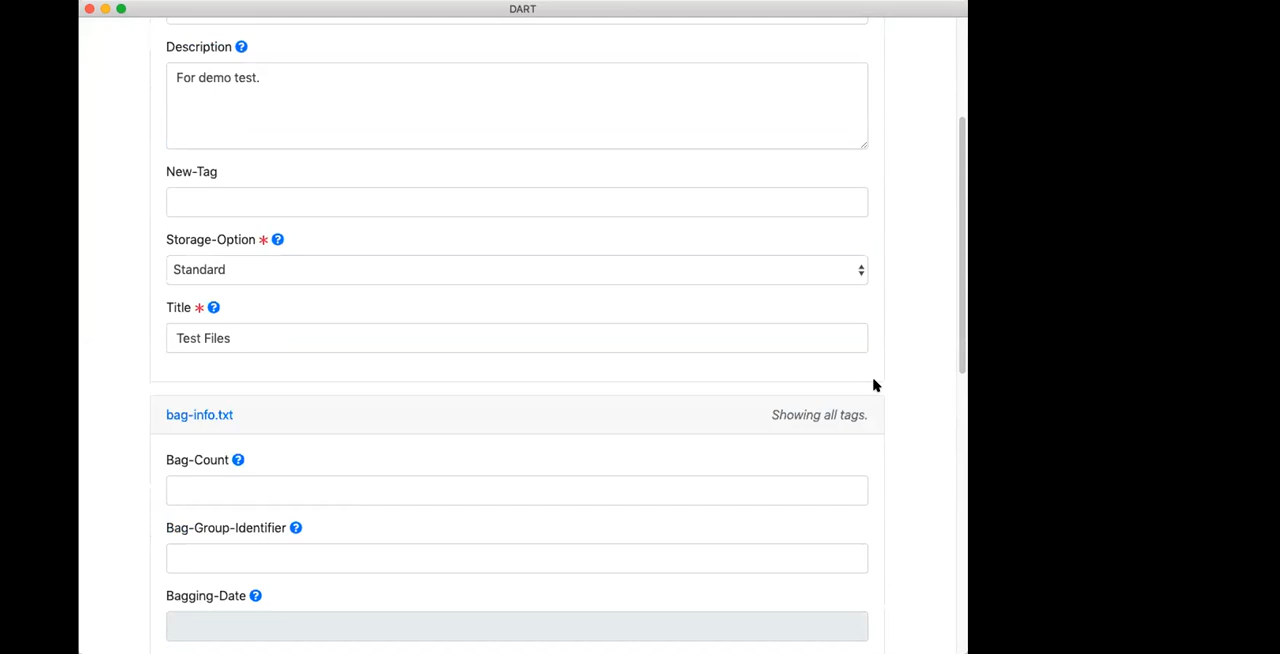 DART
Description
For demo test.
New-Tag
Storage-Option *
Standard
Title *
Test Files
bag-info.txt
Showing all tags.
Bag-Count
Bag-Group-Identifier
Bagging-Date